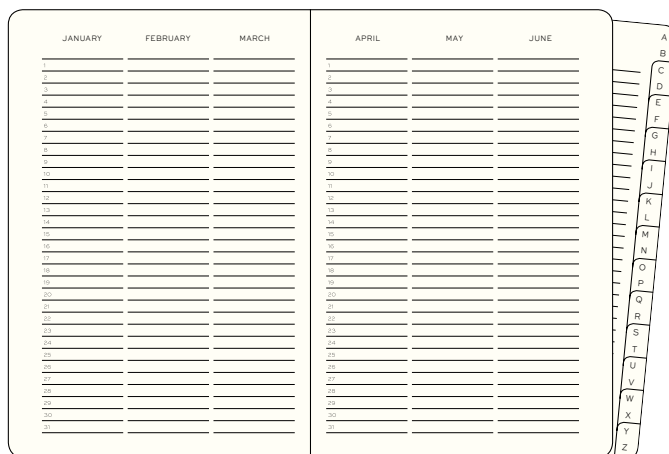 JANUARY FEBRUARY MARCH
1
2
3
4
5
6
7
8
9
10
11
12
13
14
15
16
17
18
19
20
21
22
23
24
25
26
27
28
29
30
31
APRIL MAY JUNE
1
2
3
4
5
6
7
8
9
10
11
12
13
14
15
16
17
18
19
20
21
22
23
24
25
26
27
28
29
30
31
A
B
C
D
E
F
G
H
I
J
K
L
M
N
O
P
Q
R
S
T
U
V
W
X
Y
Z